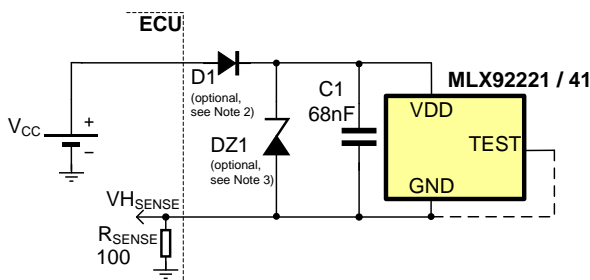 ECU
D1
(optional,
see Note 2)
C1
68nF
MLX92221 / 41
VDD
TEST
GND
VCC
+
–
DZ1
(optional,
see Note 3)
VHSENSE
RSENSE
100